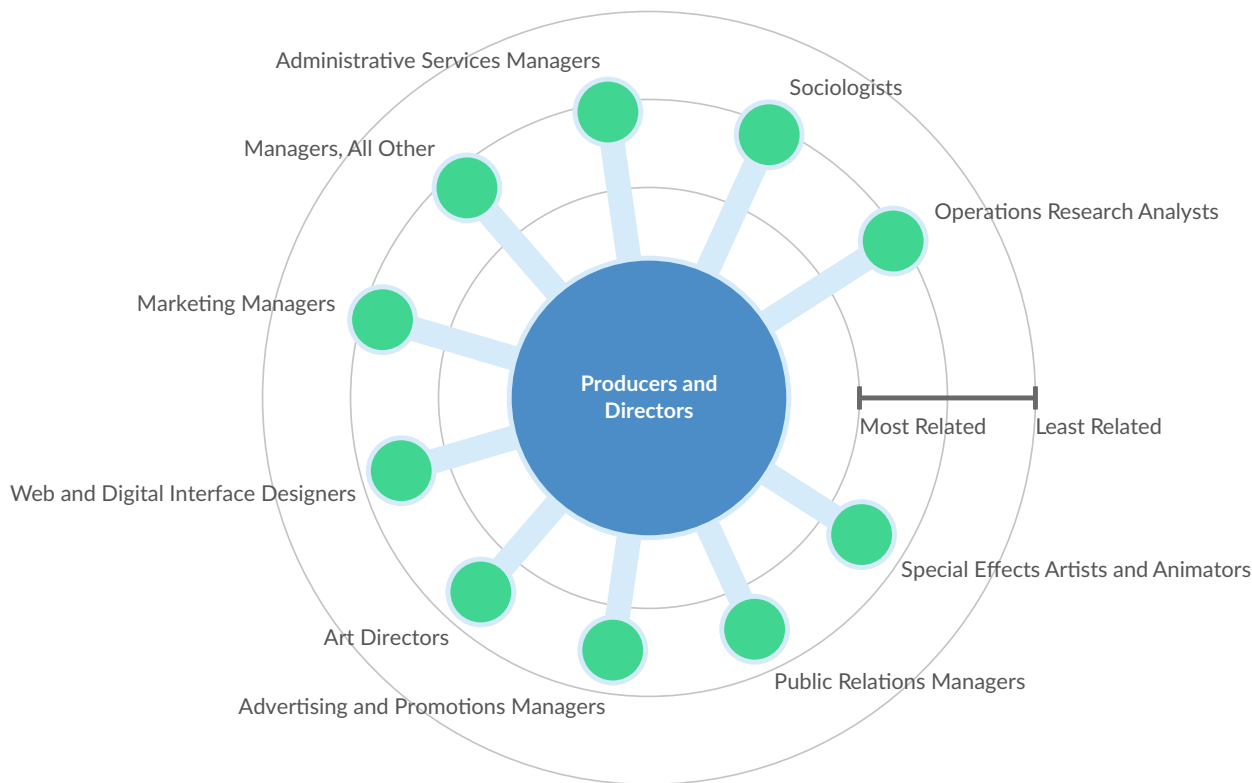 Administrative Services Managers
Sociologists
Managers, All Other
Operations Research Analysts
Marketing Managers
Producers and
Directors
Most Related
Least Related
Web and Digital Interface Designers
Special Effects Artists and Animators
Art Directors
Public Relations Managers
Advertising and Promotions Managers